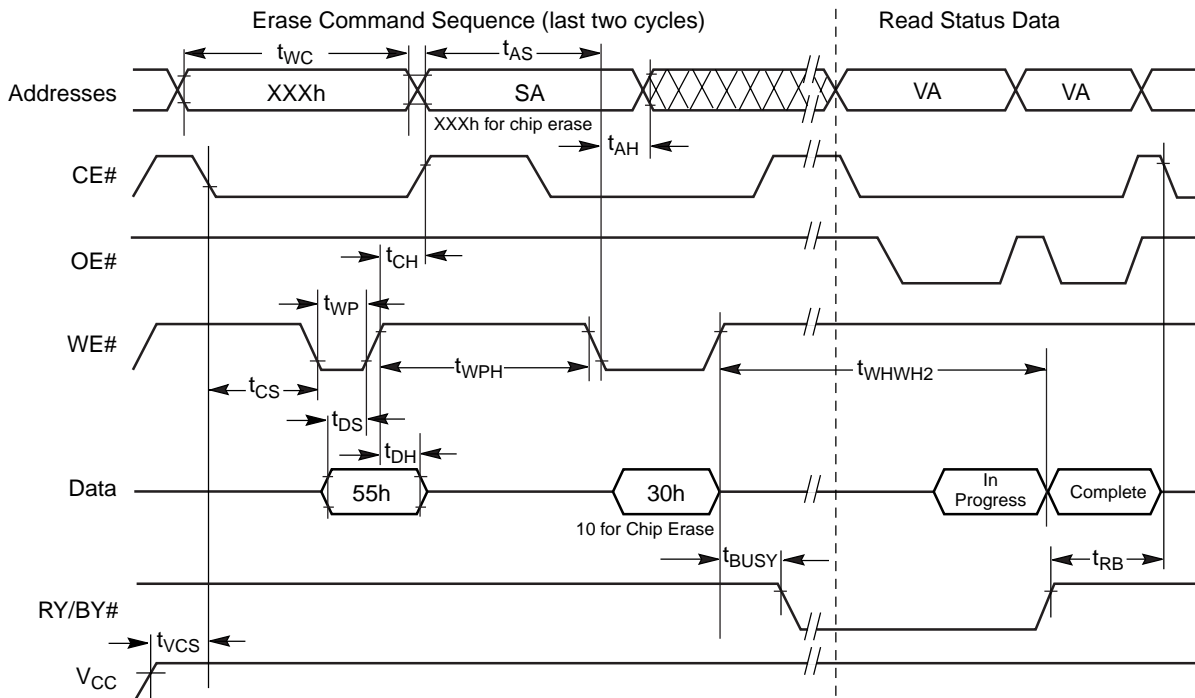 Erase Command Sequence (last two cycles)
Read Status Data
tWC
tAS
Addresses
XXXh
SA
VA
VA
XXXh for chip erase
tAH
CE#
OE#
tCH
tWP
WE#
tWPH
tWHWH2
tCS
tDS
tDH
Data
55h
30h
In
Progress
Complete
10 for Chip Erase
tBUSY
tRB
RY/BY#
tVCS
VCC